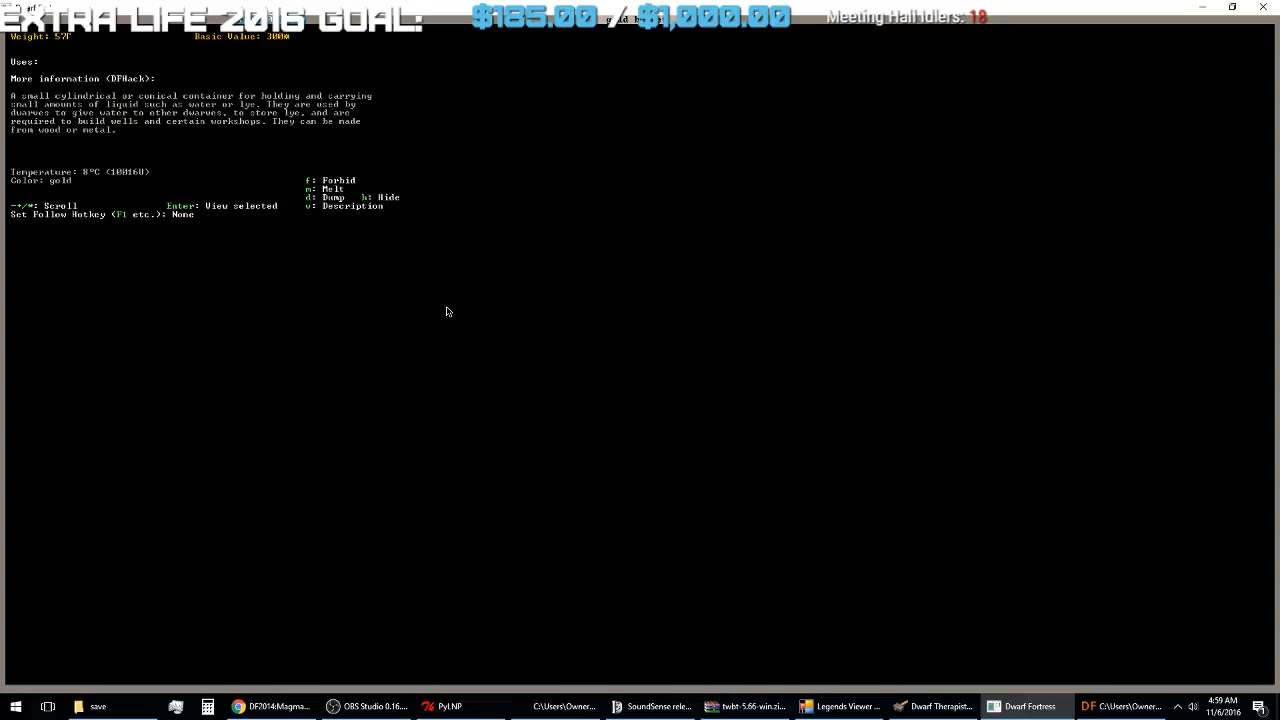 EXTRA LIFE 2016 GOAL: $185.00 / $1,000.00 Meeting Hall Idlers: 18
Weight: 57Γ Basic Value: 300☼
Uses:
More information (DFHack):
A small cylindrical or conical container for holding and carrying
small amounts of liquid such as water or lye. They are used by
dwarves to give water to other dwarves, to store lye, and are
required to build wells and certain workshops. They can be made
from wood or metal.
Temperature: 8°C (10016U)
Color: gold
f: Forbid
m: Melt
d: Dump h: Hide
-+/*: Scroll Enter: View selected v: Description
Set Follow Hotkey (F1 etc.): None
save DF2014:Magma... OBS Studio 0.16.... PyLNP C:\Users\Owner... SoundSense rele... twbt-5.66-win.zi... Legends Viewer ... Dwarf Therapist... Dwarf Fortress DF C:\Users\Owner... 4:59 AM
11/6/2016